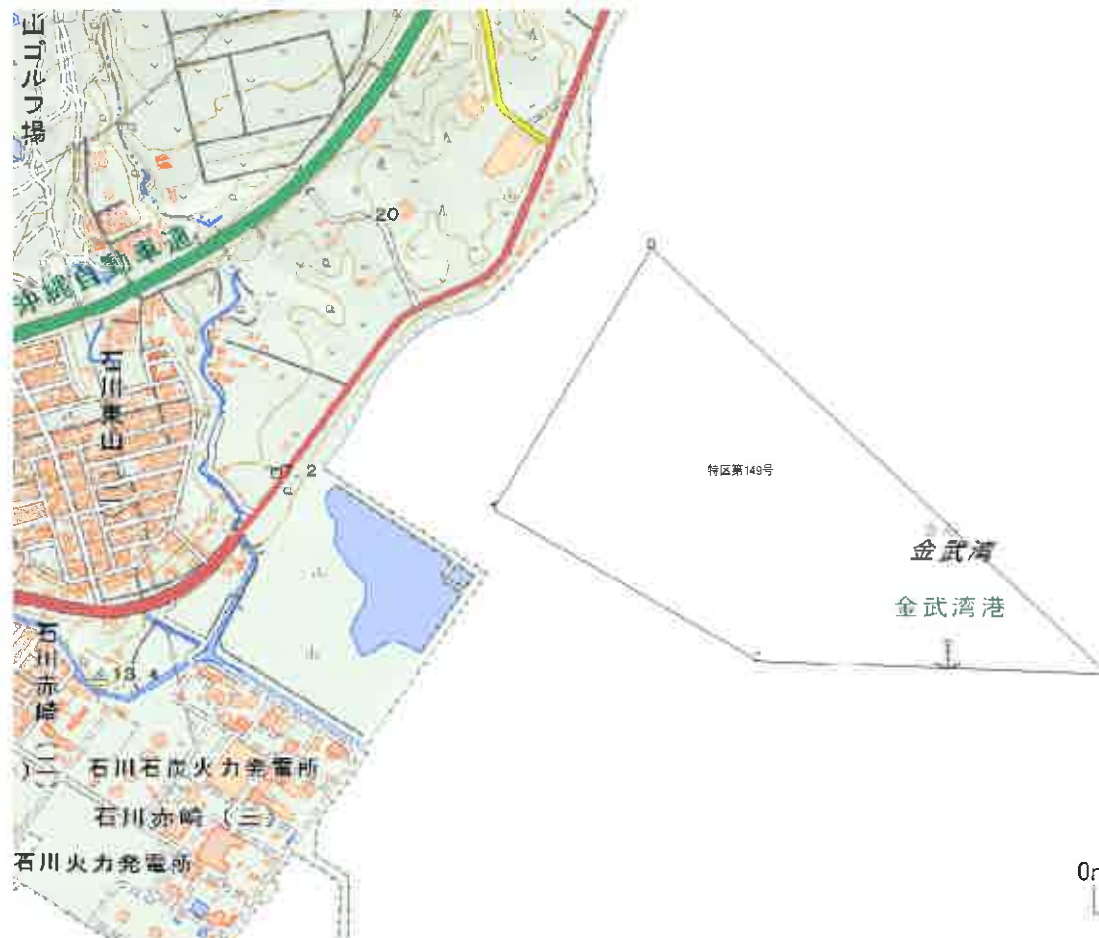 山ゴルフ場
20
沖縄自動車道
石川東山
2
特区第149号
金武湾
金武湾港
石川赤崎(二)
13
4
石川石炭火力発電所
石川赤崎(三)
石川火力発電所